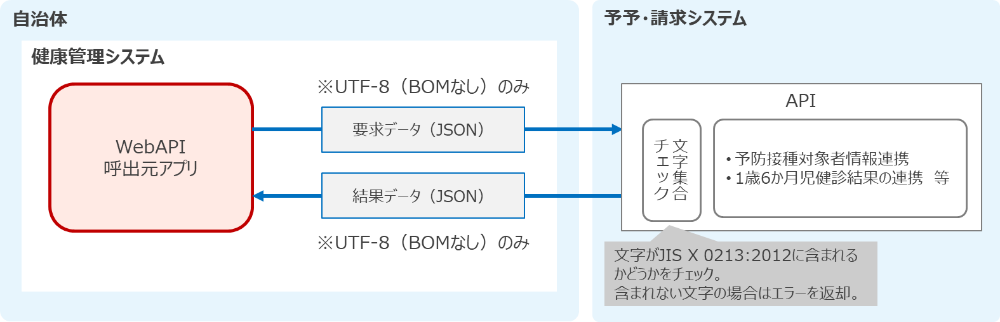 自治体
健康管理システム
WebAPI
呼出元アプリ
※UTF-8（BOMなし）のみ
要求データ（JSON）
結果データ（JSON）
※UTF-8（BOMなし）のみ
予予・請求システム
API
文字集合
チェック
• 予防接種対象者情報連携
• 1歳6か月児健診結果の連携　等
文字がJIS X 0213:2012に含まれる
かどうかをチェック。
含まれない文字の場合はエラーを返却。